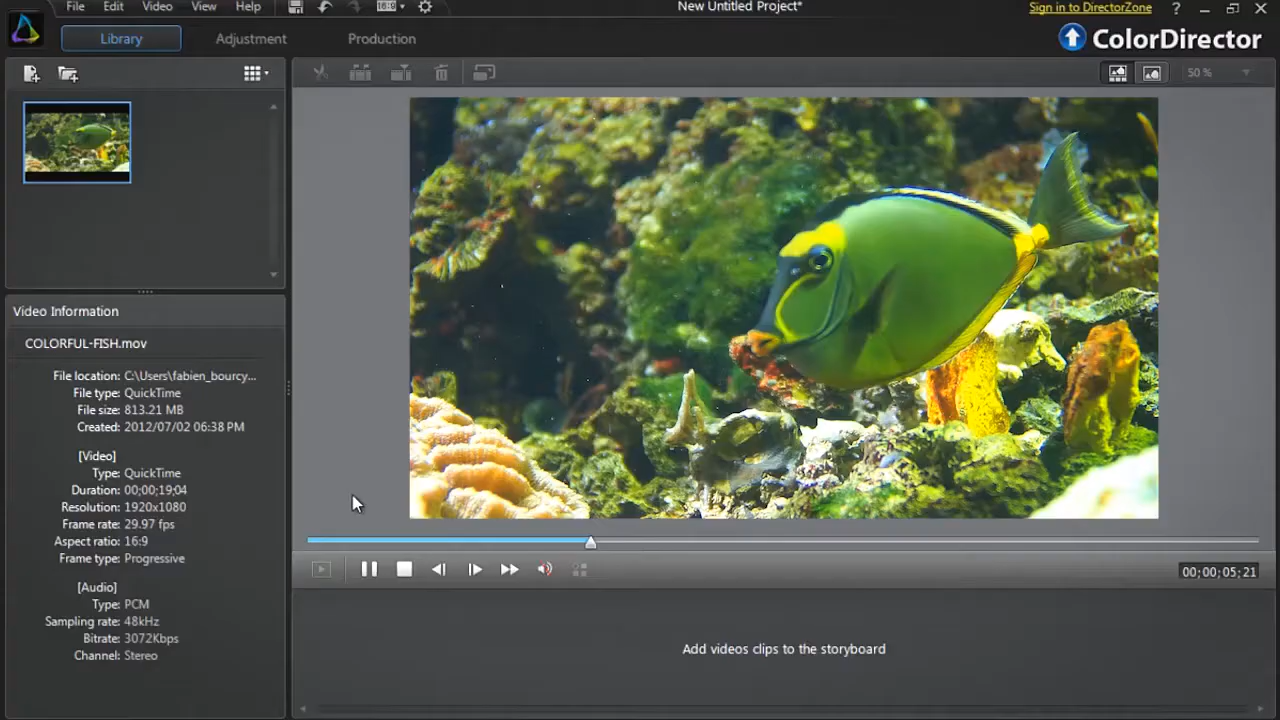 File Edit Video View Help 16:9 New Untitled Project* Sign in to DirectorZone ?
Library Adjustment Production ColorDirector
50 %
Video Information
COLORFUL-FISH.mov
File location: C:\Users\fabien_bourcy...
File type: QuickTime
File size: 813.21 MB
Created: 2012/07/02 06:38 PM
[Video]
Type: QuickTime
Duration: 00;00;19;04
Resolution: 1920x1080
Frame rate: 29.97 fps
Aspect ratio: 16:9
Frame type: Progressive
[Audio]
Type: PCM
Sampling rate: 48kHz
Bitrate: 3072Kbps
Channel: Stereo
00;00;05;21
Add videos clips to the storyboard